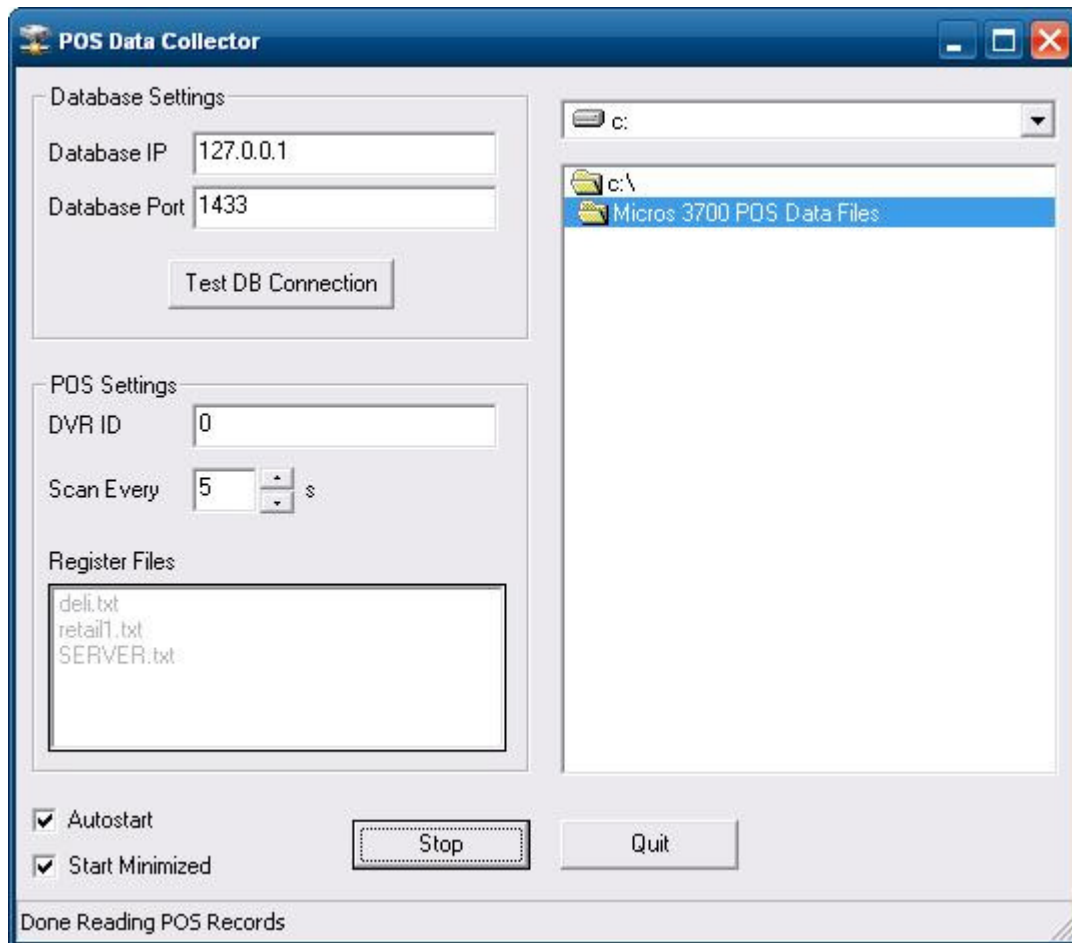 POS Data Collector
Database Settings
Database IP 127.0.0.1
Database Port 1433
Test DB Connection
POS Settings
DVR ID 0
Scan Every 5 s
Register Files
deli.txt
retail1.txt
SERVER.txt
c:
c:\
Micros 3700 POS Data Files
Autostart
Start Minimized
Stop
Quit
Done Reading POS Records